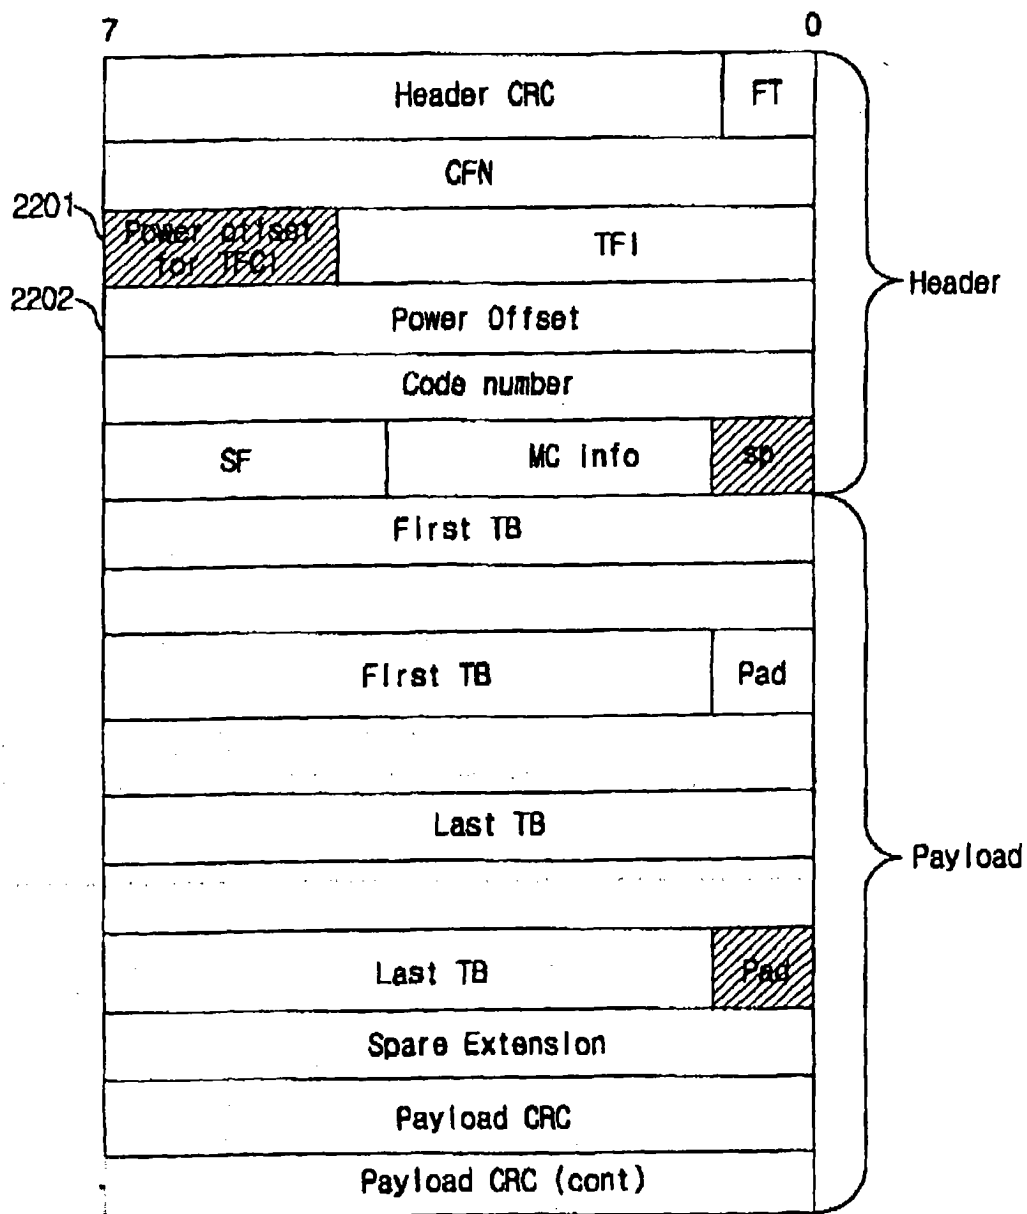 7 0
Header CRC FT
CFN
2201
Power offset
for TFCI
TFI
2202
Power Offset
Header
Code number
SF MC info sp
First TB
First TB Pad
Last TB
Payload
Last TB Pad
Spare Extension
Payload CRC
Payload CRC (cont)